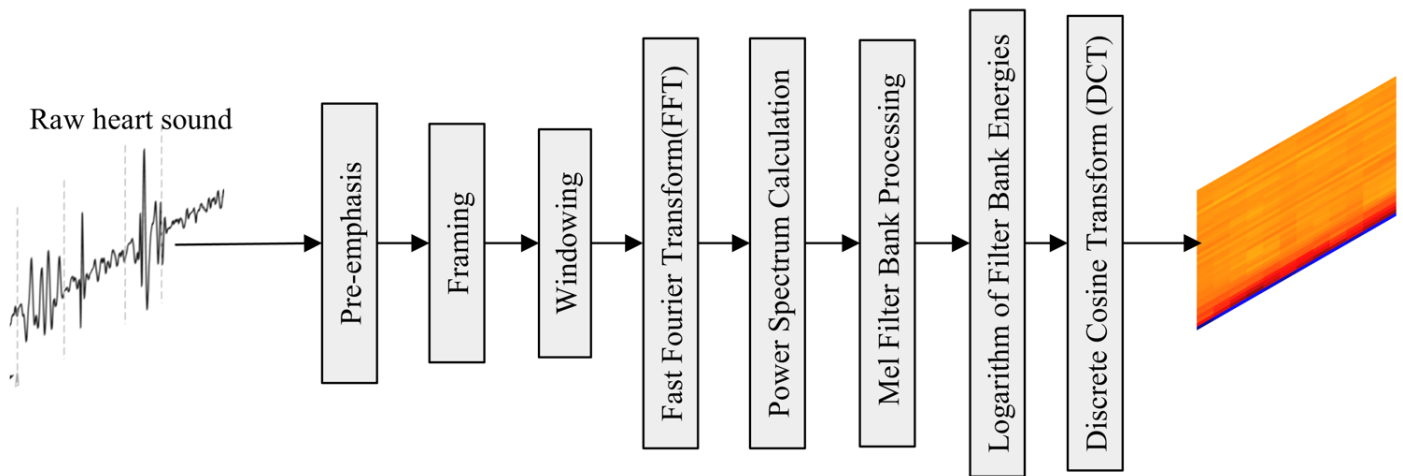 Raw heart sound
Pre-emphasis
Framing
Windowing
Fast Fourier Transform(FFT)
Power Spectrum Calculation
Mel Filter Bank Processing
Logarithm of Filter Bank Energies
Discrete Cosine Transform (DCT)